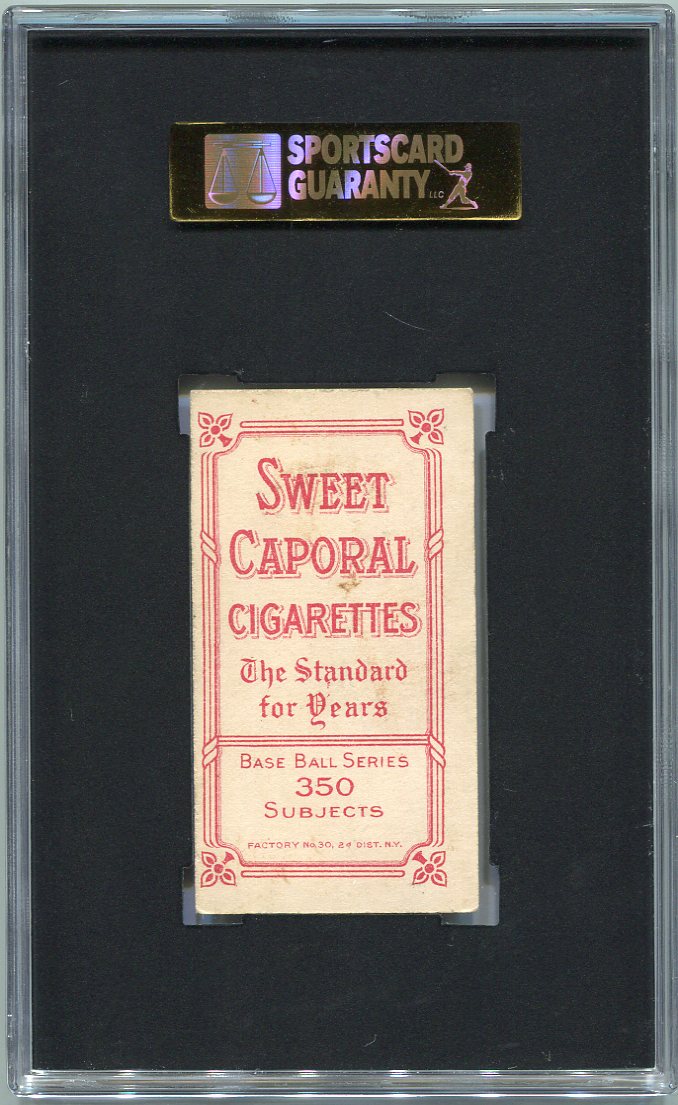 SPORTSCARD
GUARANTY LLC
SWEET
CAPORAL
CIGARETTES
The Standard
for Years
BASE BALL SERIES
350
SUBJECTS
FACTORY No. 30, 2d DIST. N.Y.